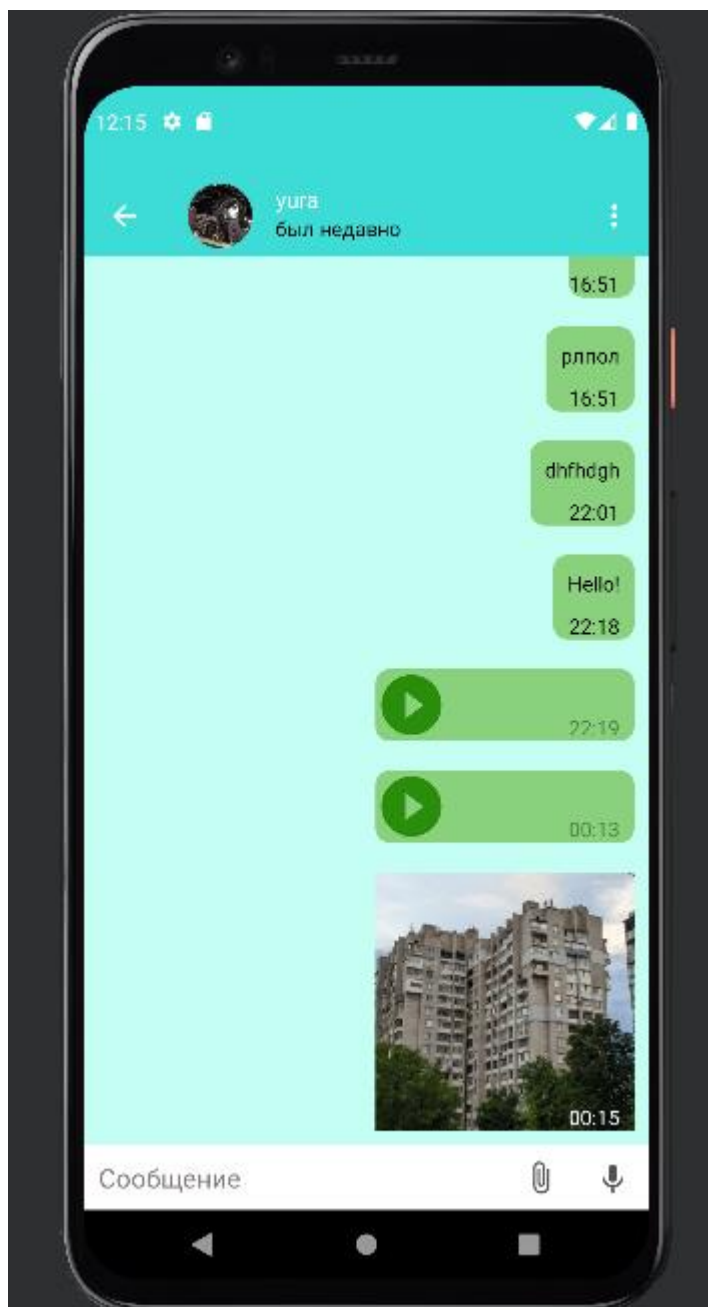 12:15
yura
был недавно
16:51
рлпол
16:51
dhfhdgh
22:01
Hello!
22:18
22:19
00:13
00:15
Сообщение